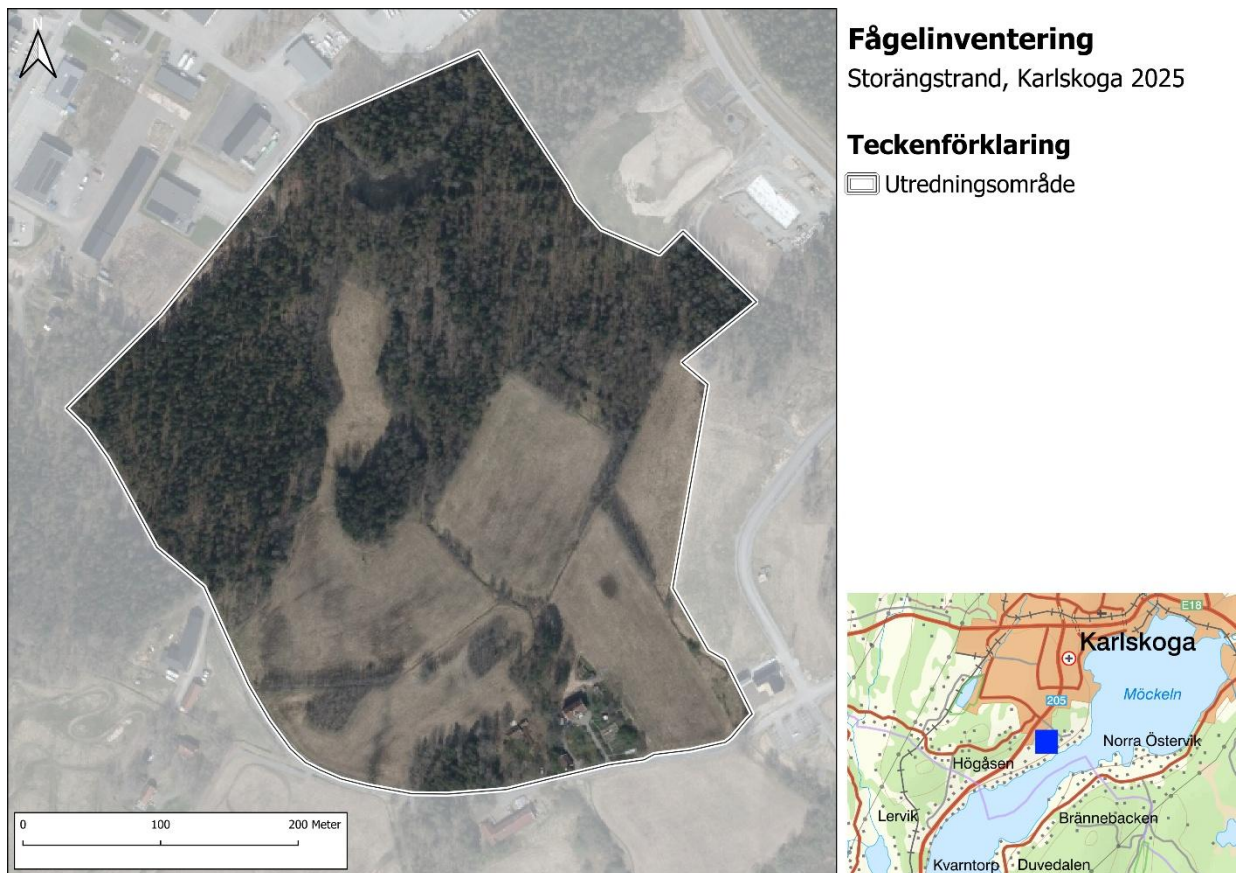 N
Fågelinventering
Storängstrand, Karlskoga 2025
Teckenförklaring
Utredningsområde
0 100 200 Meter
E18
Karlskoga
Möckeln
205
Norra Östervik
Högåsen
Lervik
Brännebacken
Kvarntorp
Duvedalen